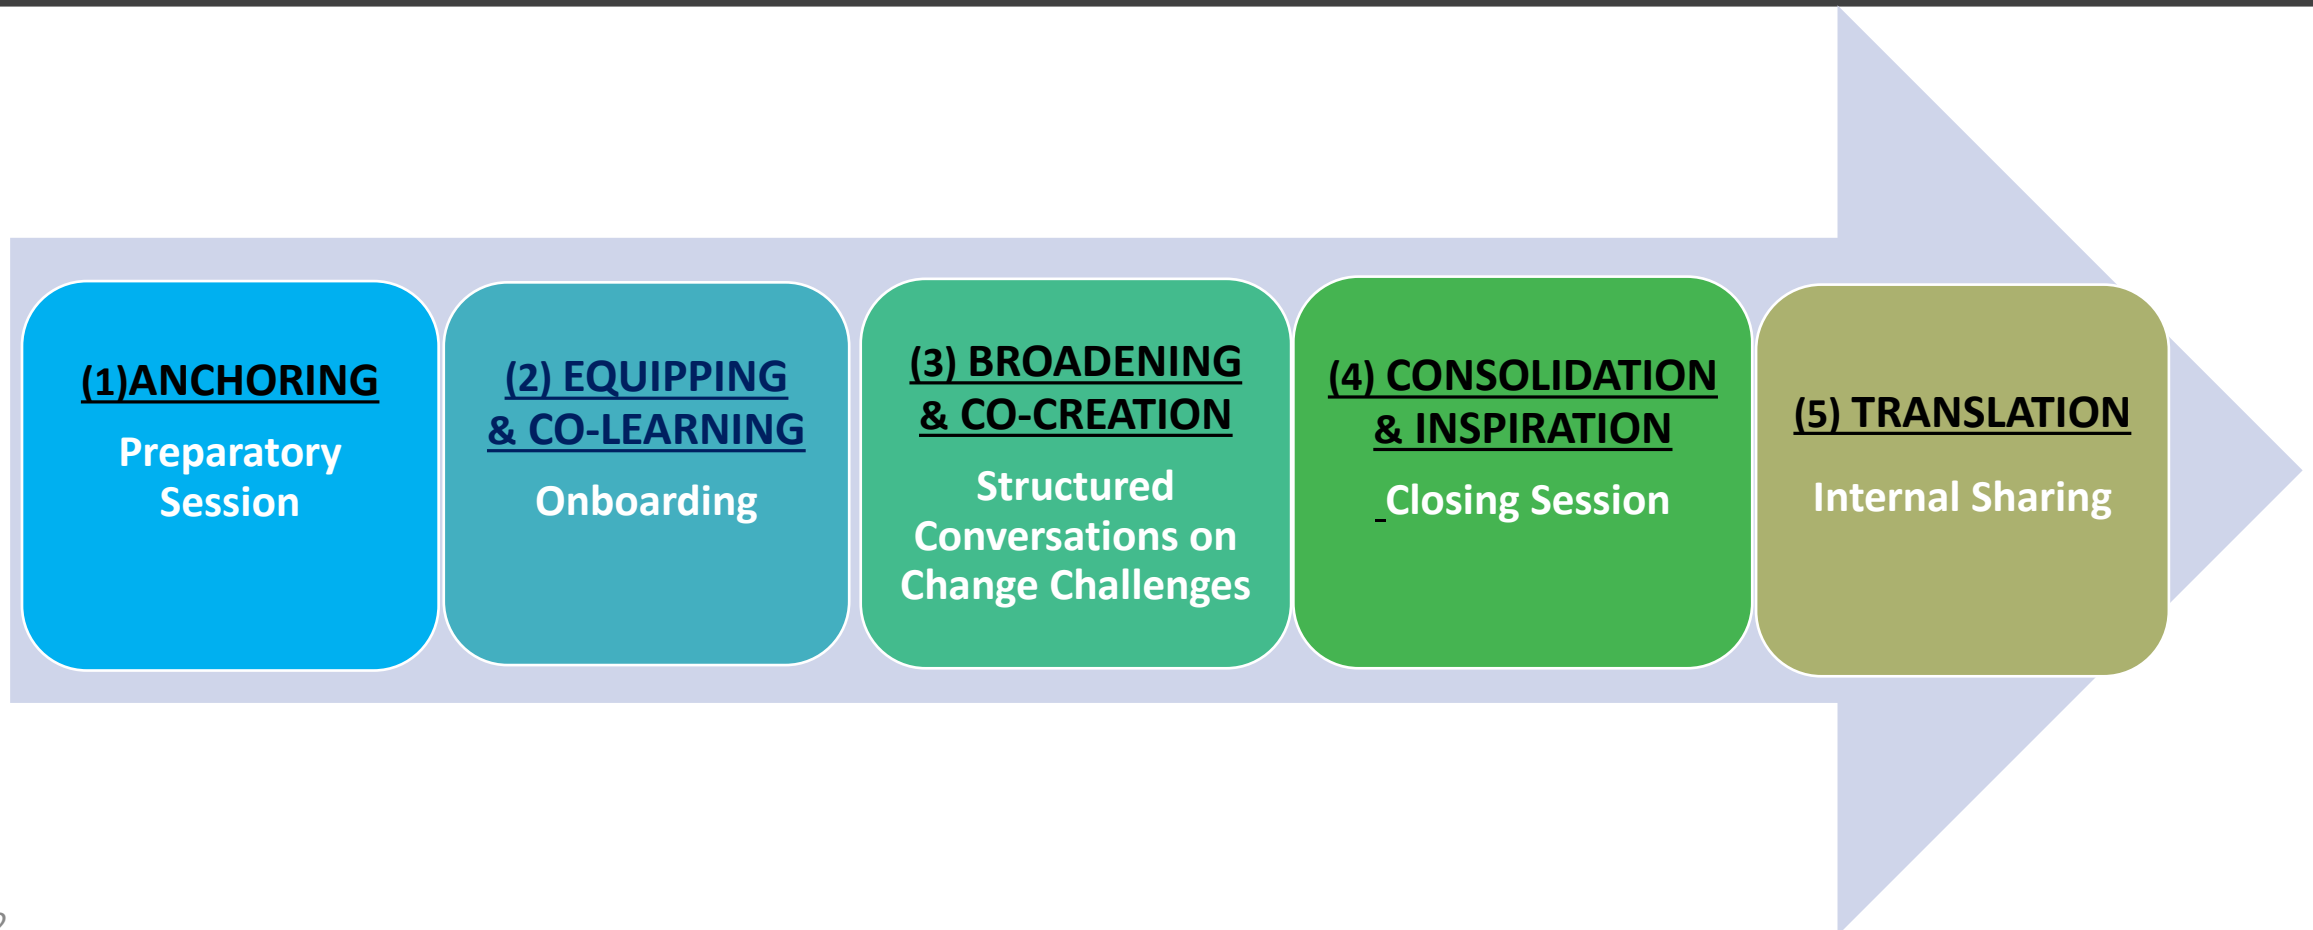 (1)ANCHORING
Preparatory
Session
(2) EQUIPPING
& CO-LEARNING
Onboarding
(3) BROADENING
& CO-CREATION
Structured
Conversations on
Change Challenges
(4) CONSOLIDATION
& INSPIRATION
Closing Session
(5) TRANSLATION
Internal Sharing